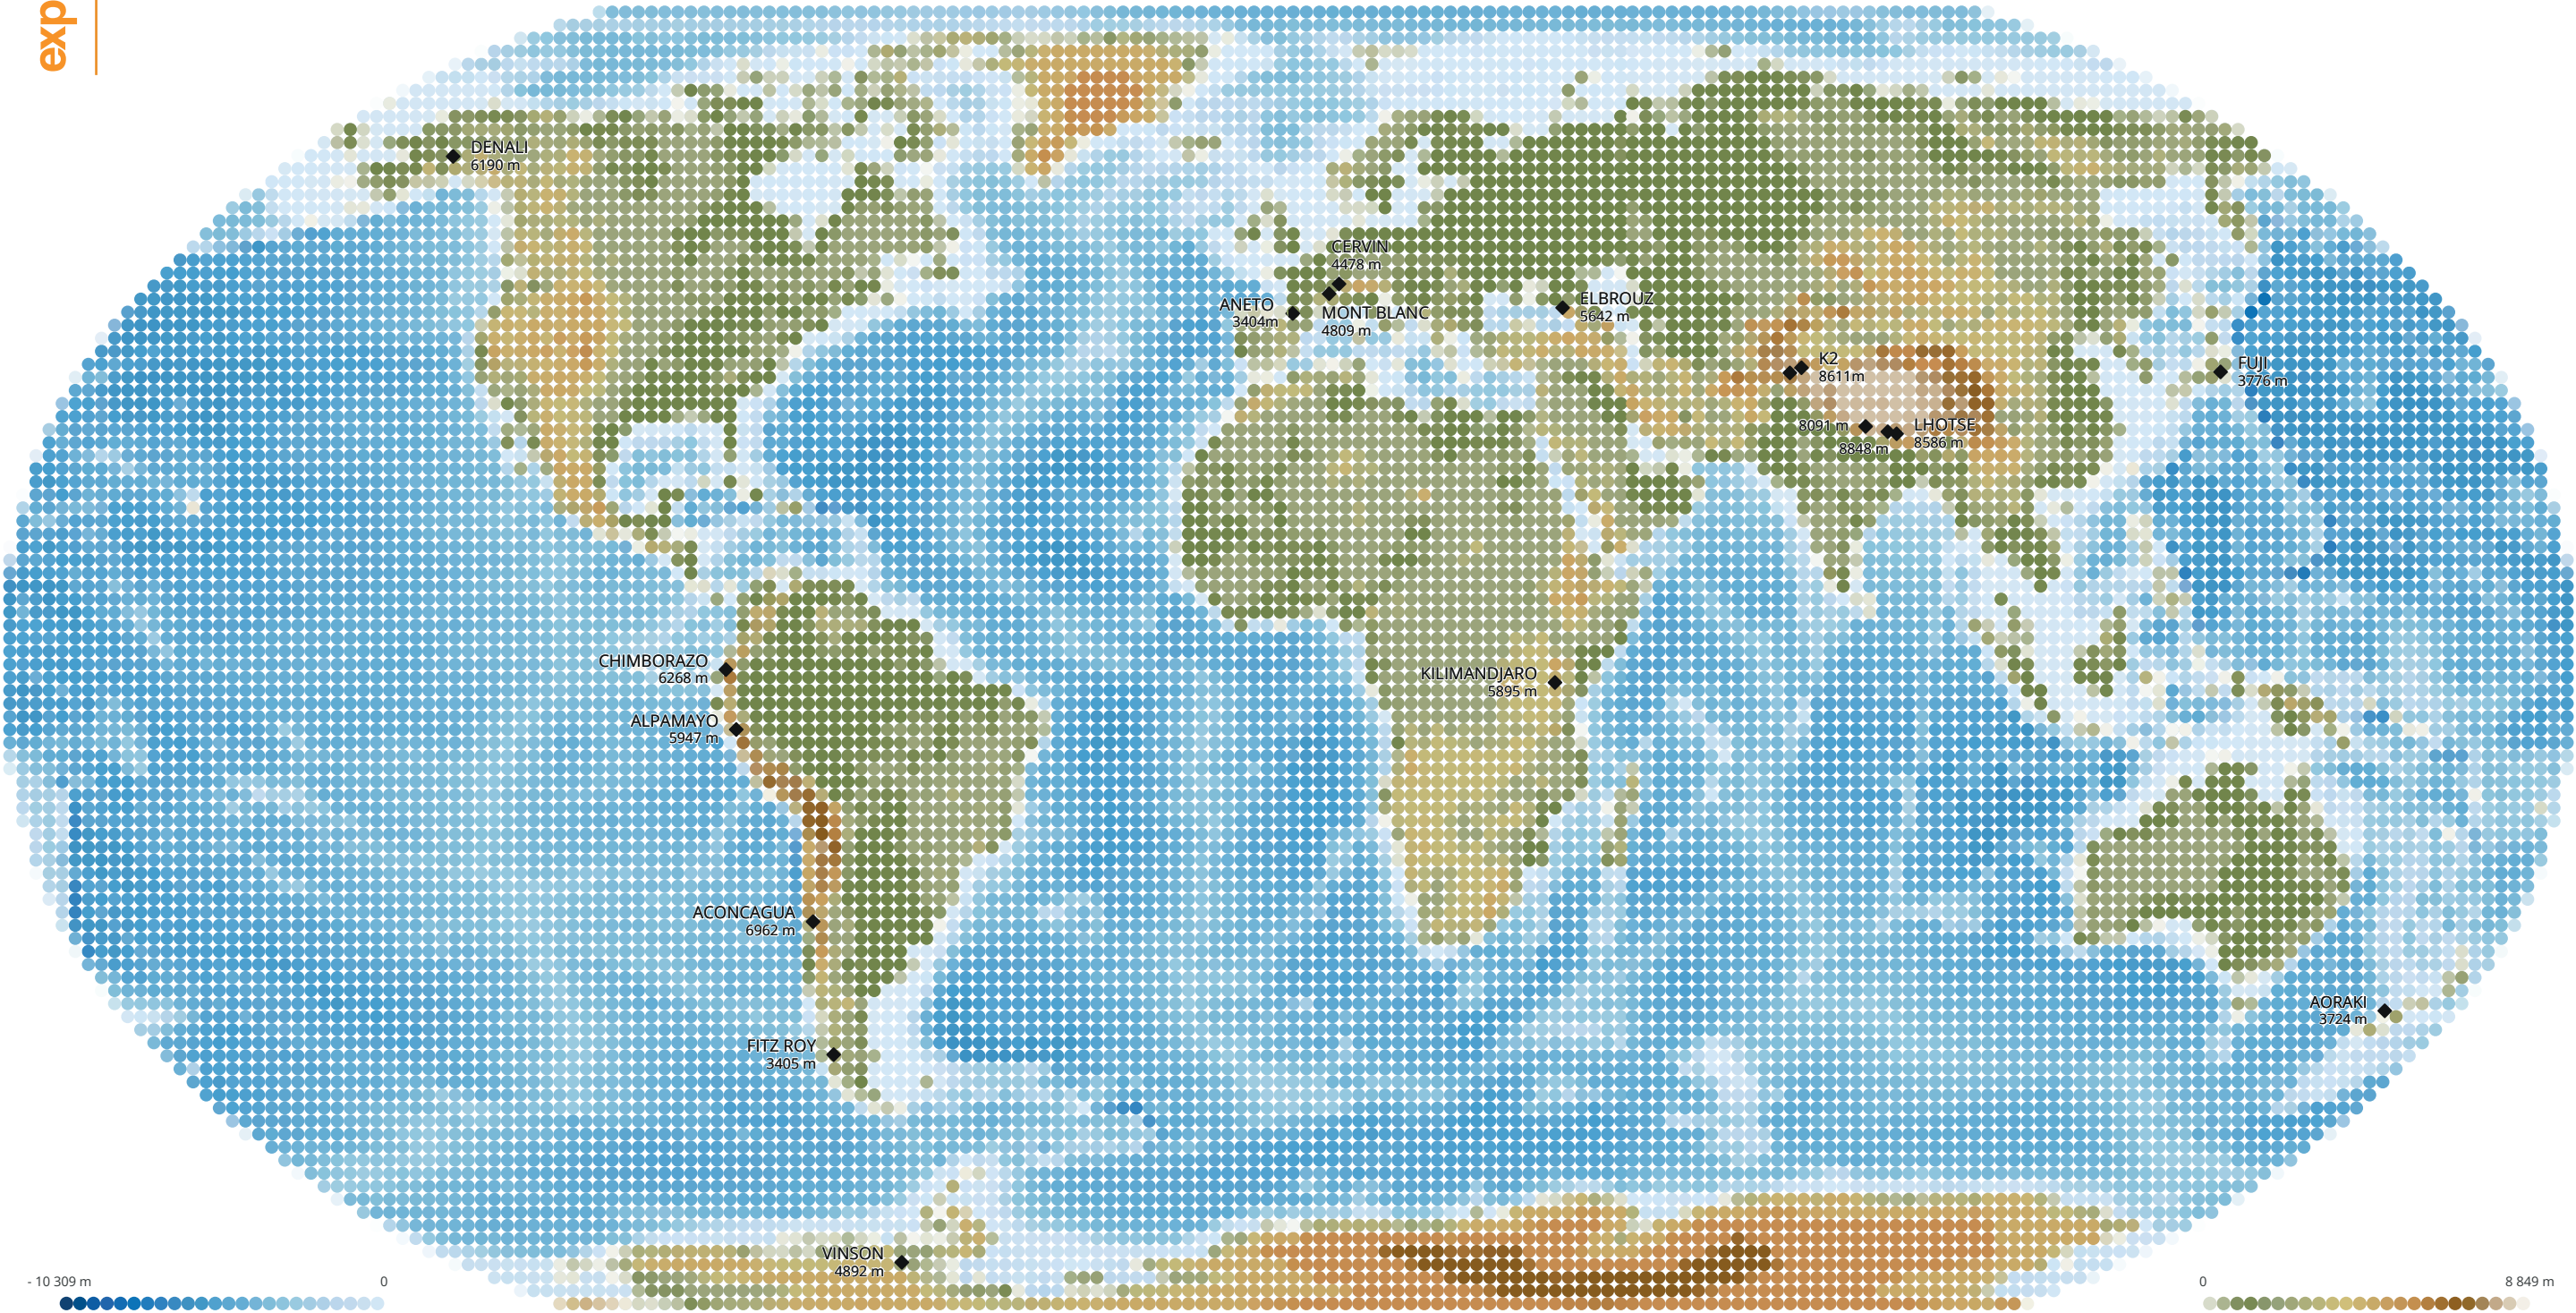 exp
DENALI
6190 m
CERVIN
4478 m
ANETO
3404m
MONT BLANC
4809 m
ELBROUZ
5642 m
K2
8611m
FUJI
3776 m
8091 m
LHOTSE
8586 m
8848 m
CHIMBORAZO
6268 m
KILIMANDJARO
5895 m
ALPAMAYO
5947 m
ACONCAGUA
6962 m
AORAKI
3724 m
FITZ ROY
3405 m
VINSON
4892 m
- 10 309 m
0
0
8 849 m